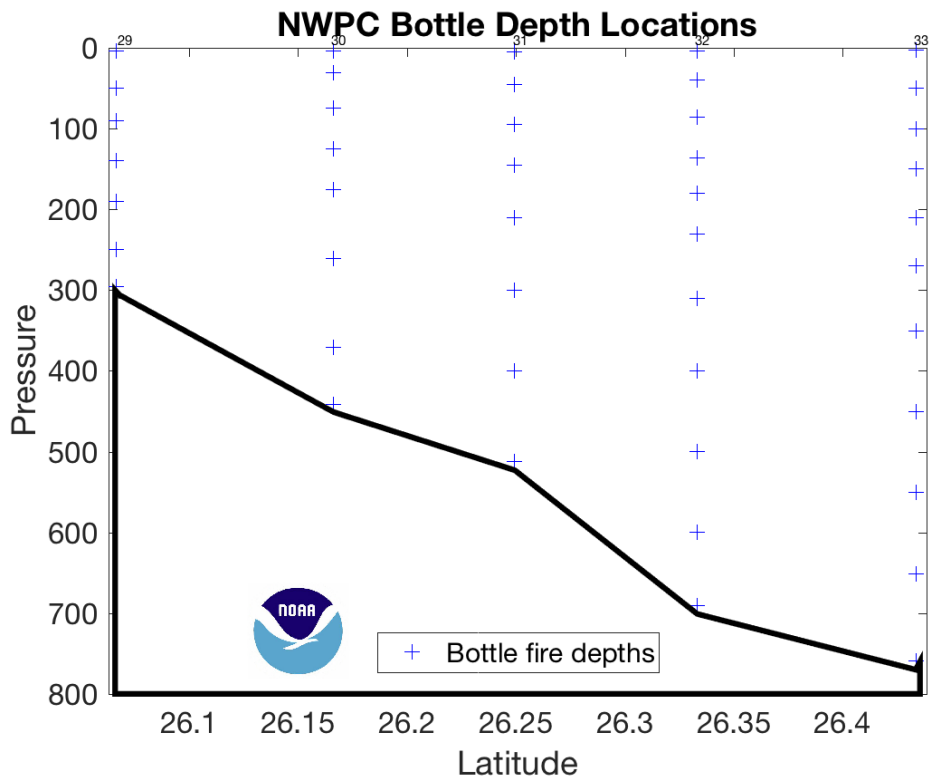 NWPC Bottle Depth Locations
29 30 31 32 33
0
100
200
300
400
500
600
700
800
Pressure
NOAA
Bottle fire depths
26.1 26.15 26.2 26.25 26.3 26.35 26.4
Latitude